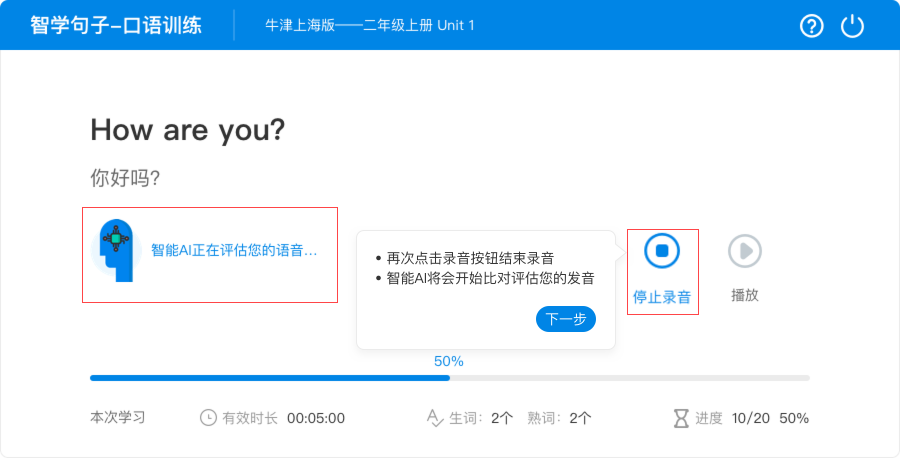 智学句子-口语训练
牛津上海版——二年级上册 Unit 1
How are you?
你好吗?
智能AI正在评估您的语音...
• 再次点击录音按钮结束录音
• 智能AI将会开始比对评估您的发音
下一步
停止录音
播放
50%
本次学习 有效时长 00:05:00 生词: 2个 熟词: 2个 进度 10/20 50%